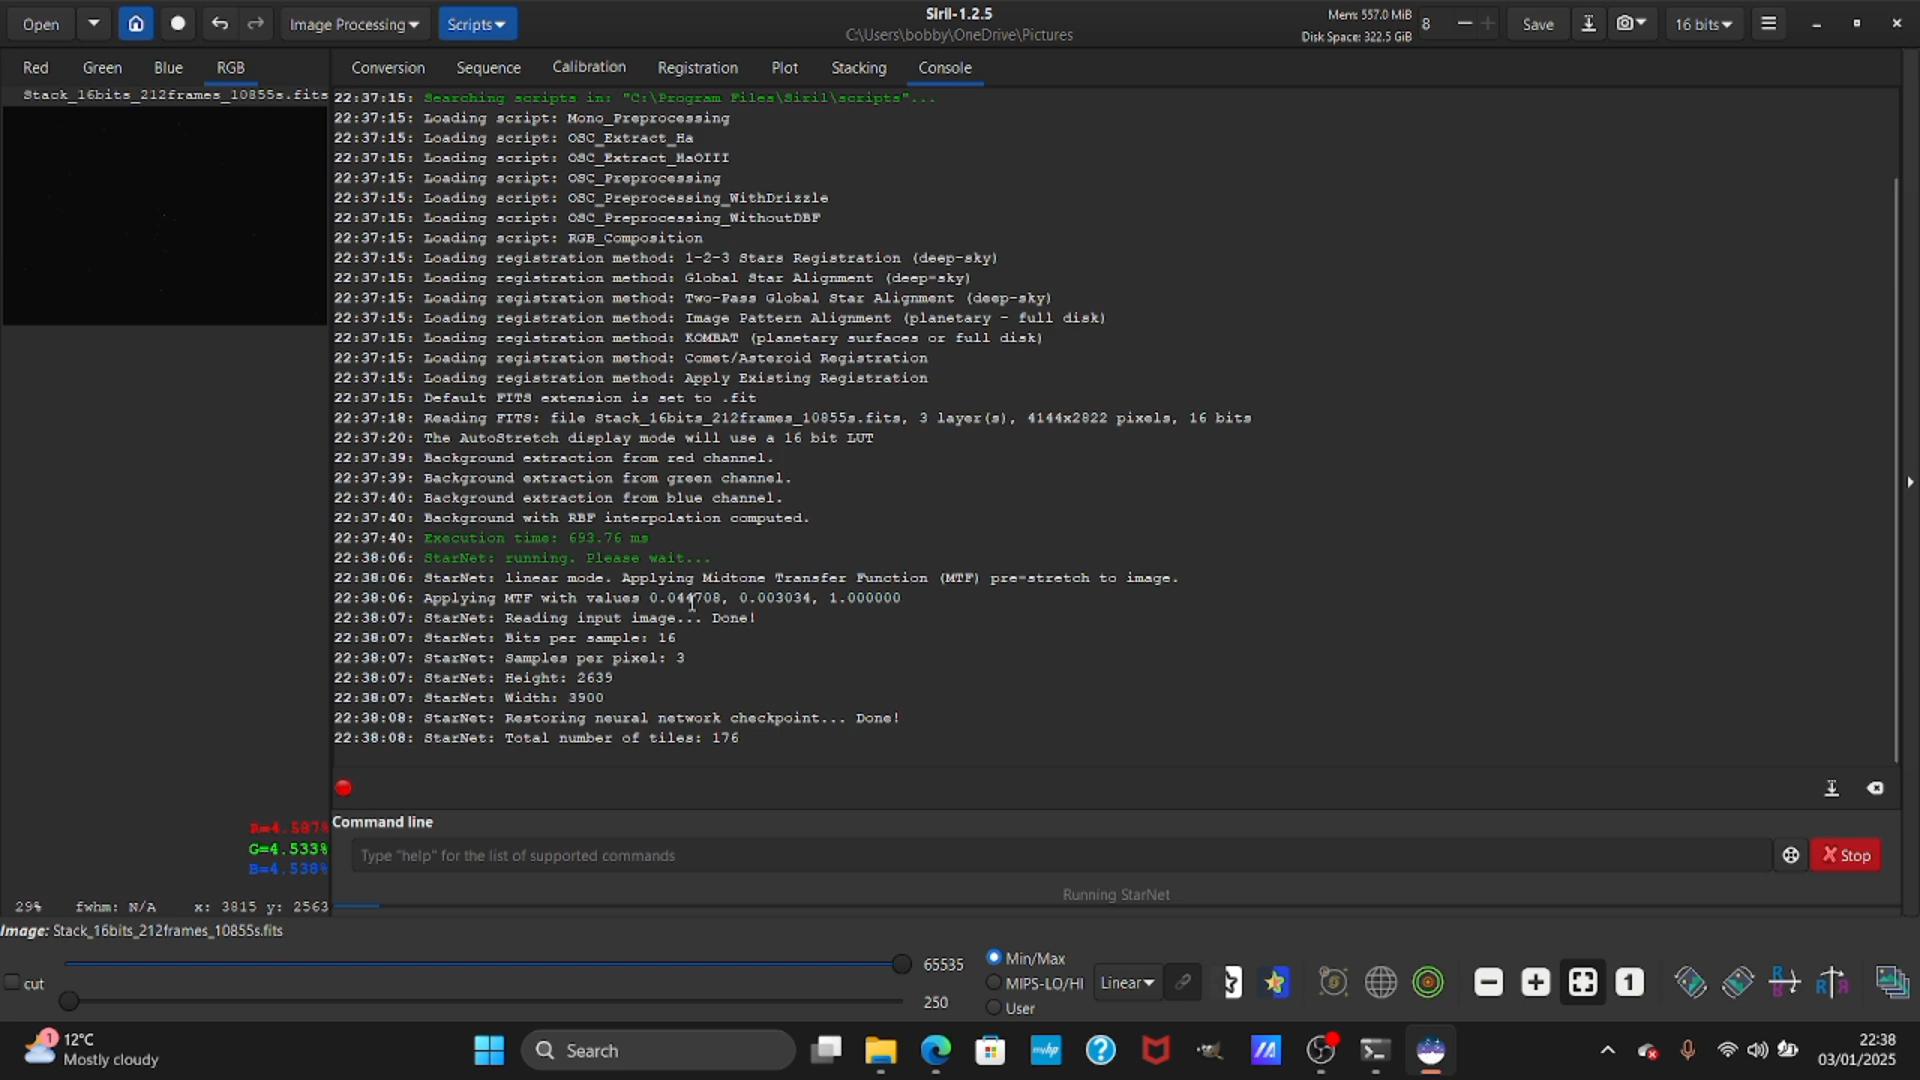 Open
Image Processing
Scripts
Siril-1.2.5
C:\Users\bobby\OneDrive\Pictures
Mem: 557.0 MiB
Disk Space: 322.5 GiB
8
Save
16 bits
Red Green Blue RGB
Conversion Sequence Calibration Registration Plot Stacking Console
Stack_16bits_212frames_10855s.fits
22:37:15: Searching scripts in: "C:\Program Files\Siril\scripts"...
22:37:15: Loading script: Mono_Preprocessing
22:37:15: Loading script: OSC_Extract_Ha
22:37:15: Loading script: OSC_Extract_HaOIII
22:37:15: Loading script: OSC_Preprocessing
22:37:15: Loading script: OSC_Preprocessing_WithDrizzle
22:37:15: Loading script: OSC_Preprocessing_WithoutDBF
22:37:15: Loading script: RGB_Composition
22:37:15: Loading registration method: 1-2-3 Stars Registration (deep-sky)
22:37:15: Loading registration method: Global Star Alignment (deep-sky)
22:37:15: Loading registration method: Two-Pass Global Star Alignment (deep-sky)
22:37:15: Loading registration method: Image Pattern Alignment (planetary - full disk)
22:37:15: Loading registration method: KOMBAT (planetary surfaces or full disk)
22:37:15: Loading registration method: Comet/Asteroid Registration
22:37:15: Loading registration method: Apply Existing Registration
22:37:15: Default FITS extension is set to .fit
22:37:18: Reading FITS: file Stack_16bits_212frames_10855s.fits, 3 layer(s), 4144x2822 pixels, 16 bits
22:37:20: The AutoStretch display mode will use a 16 bit LUT
22:37:39: Background extraction from red channel.
22:37:39: Background extraction from green channel.
22:37:40: Background extraction from blue channel.
22:37:40: Background with RBF interpolation computed.
22:37:40: Execution time: 693.76 ms
22:38:06: StarNet: running. Please wait...
22:38:06: StarNet: linear mode. Applying Midtone Transfer Function (MTF) pre-stretch to image.
22:38:06: Applying MTF with values 0.044708, 0.003034, 1.000000
22:38:07: StarNet: Reading input image... Done!
22:38:07: StarNet: Bits per sample: 16
22:38:07: StarNet: Samples per pixel: 3
22:38:07: StarNet: Height: 2639
22:38:07: StarNet: Width: 3900
22:38:08: StarNet: Restoring neural network checkpoint... Done!
22:38:08: StarNet: Total number of tiles: 176
R=4.587%
G=4.533%
B=4.538%
Command line
Type "help" for the list of supported commands
Stop
Running StarNet
29% fwhm: N/A x: 3815 y: 2563
Image: Stack_16bits_212frames_10855s.fits
cut
65535
250
Min/Max
MIPS-LO/HI
User
Linear
1
1
12°C
Mostly cloudy
Search
myhp
22:38
03/01/2025